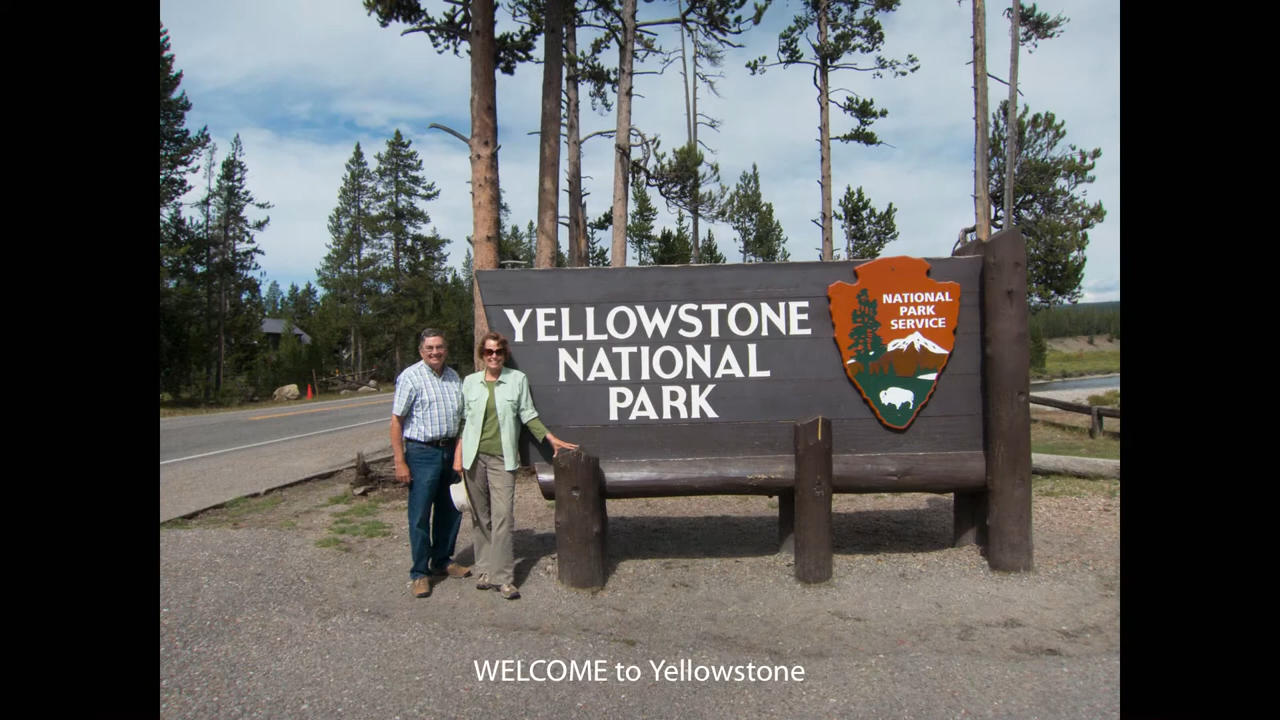 YELLOWSTONE
NATIONAL
PARK
NATIONAL
PARK
SERVICE
WELCOME to Yellowstone